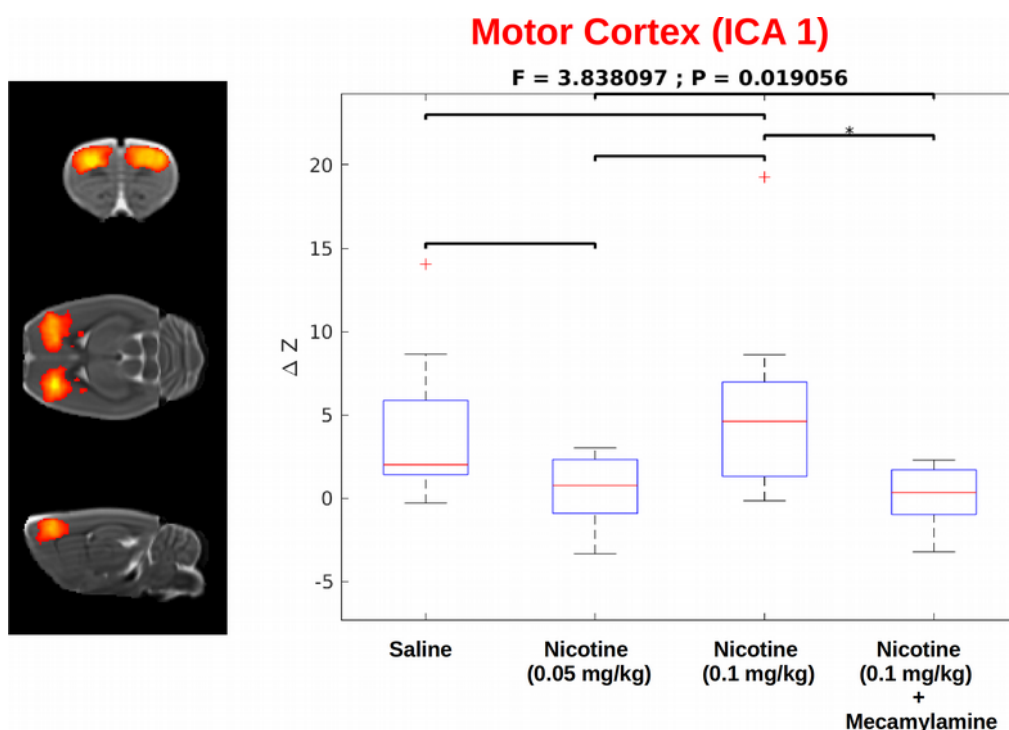 Motor Cortex (ICA 1)
F = 3.838097 ; P = 0.019056
*
20
15
10
5
0
-5
Δ Z
Saline
Nicotine
(0.05 mg/kg)
Nicotine
(0.1 mg/kg)
Nicotine
(0.1 mg/kg)
+
Mecamylamine